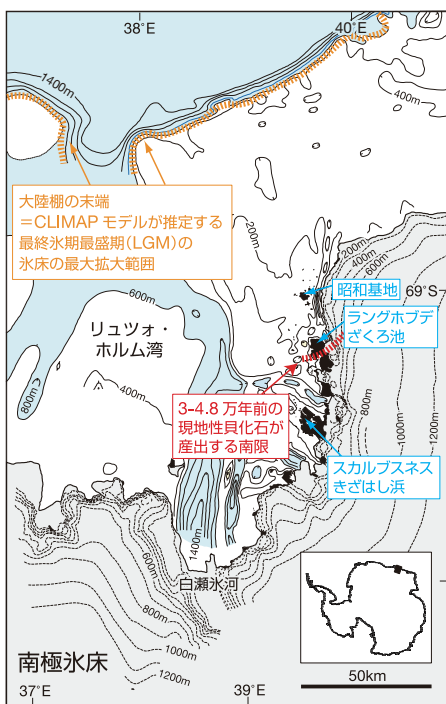 38°E
40°E
1400m
400m
大陸棚の末端
＝CLIMAP モデルが推定する
最終氷期最盛期(LGM)の
氷床の最大拡大範囲
200m
200m
400m
600m
昭和基地
69°S
ラングホブデ
ざくろ池
600m
リュツォ・
ホルム湾
800m
400m
3-4.8 万年前の
現地性貝化石が
産出する南限
800m
1000m
1200m
スカルブスネス
きざはし浜
1400m
600m
白瀬氷河
800m
1000m
1200m
南極氷床
50km
37°E
39°E